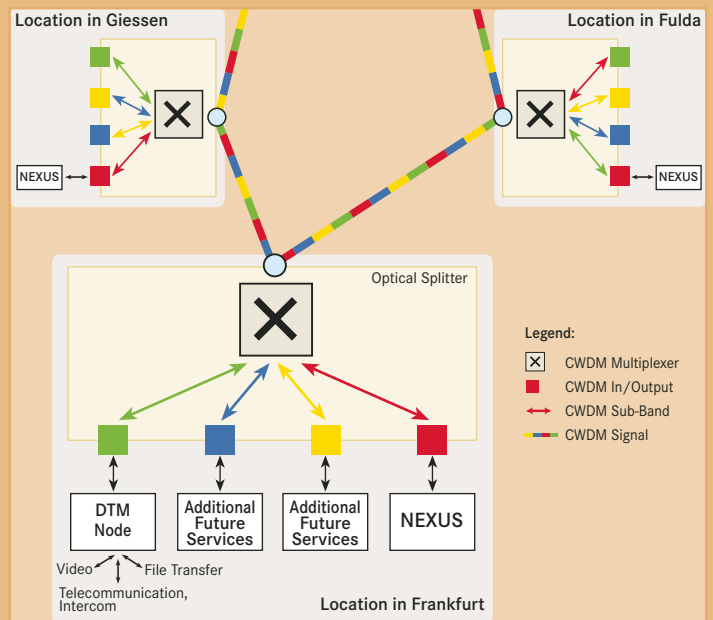 Location in Giessen
Location in Fulda
NEXUS
NEXUS
Optical Splitter
Legend:
CWDM Multiplexer
CWDM In/Output
CWDM Sub-Band
CWDM Signal
DTM
Node
Additional
Future
Services
Additional
Future
Services
NEXUS
Video
File Transfer
Telecommunication,
Intercom
Location in Frankfurt